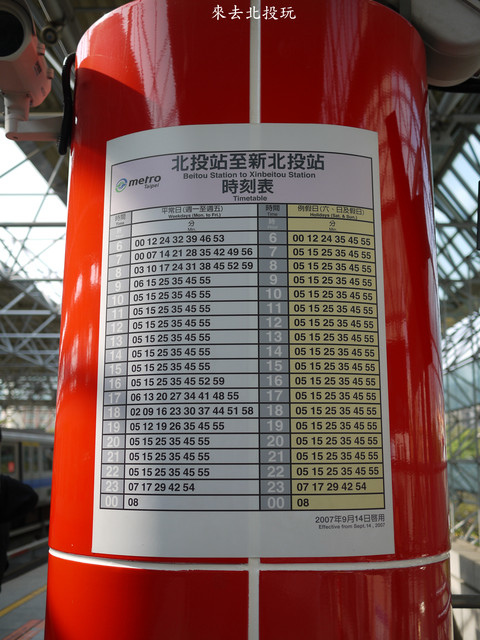 來去北投玩
北投站至新北投站
Beitou Station to Xinbeitou Station
metro
Taipei
時刻表
Timetable
時間 平常日(週一至週五) 時間 例假日(六、日及假日)
Time Weekdays (Mon. to Fri.) Time Holidays (Sat. & Sun.)
分 分
Min. Min.
6 00 12 24 32 39 46 53 6 00 12 24 35 45 55
7 00 07 14 21 28 35 42 49 56 7 05 15 25 35 45 55
8 03 10 17 24 31 38 45 52 59 8 05 15 25 35 45 55
9 06 15 25 35 45 55 9 05 15 25 35 45 55
10 05 15 25 35 45 55 10 05 15 25 35 45 55
11 05 15 25 35 45 55 11 05 15 25 35 45 55
12 05 15 25 35 45 55 12 05 15 25 35 45 55
13 05 15 25 35 45 55 13 05 15 25 35 45 55
14 05 15 25 35 45 55 14 05 15 25 35 45 55
15 05 15 25 35 45 55 15 05 15 25 35 45 55
16 05 15 25 35 45 52 59 16 05 15 25 35 45 55
17 06 13 20 27 34 41 48 55 17 05 15 25 35 45 55
18 02 09 16 23 30 37 44 51 58 18 05 15 25 35 45 55
19 05 12 19 26 35 45 55 19 05 15 25 35 45 55
20 05 15 25 35 45 55 20 05 15 25 35 45 55
21 05 15 25 35 45 55 21 05 15 25 35 45 55
22 05 15 25 35 45 55 22 05 15 25 35 45 55
23 07 17 29 42 54 23 07 17 29 42 54
00 08 00 08
2007年9月14日啓用
Effective from Sept.14, 2007